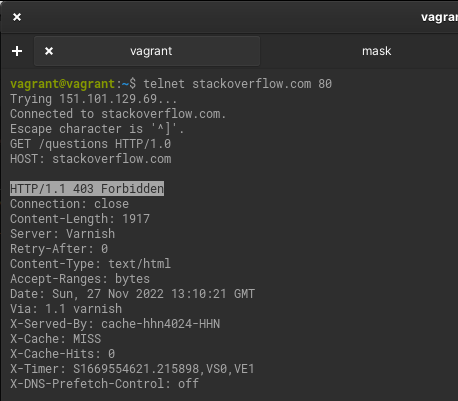 vagrant
vagrant
mask
vagrant@vagrant:~$ telnet stackoverflow.com 80
Trying 151.101.129.69...
Connected to stackoverflow.com.
Escape character is '^]'.
GET /questions HTTP/1.0
HOST: stackoverflow.com
HTTP/1.1 403 Forbidden
Connection: close
Content-Length: 1917
Server: Varnish
Retry-After: 0
Content-Type: text/html
Accept-Ranges: bytes
Date: Sun, 27 Nov 2022 13:10:21 GMT
Via: 1.1 varnish
X-Served-By: cache-hhn4024-HHN
X-Cache: MISS
X-Cache-Hits: 0
X-Timer: S1669554621.215898,VS0,VE1
X-DNS-Prefetch-Control: off